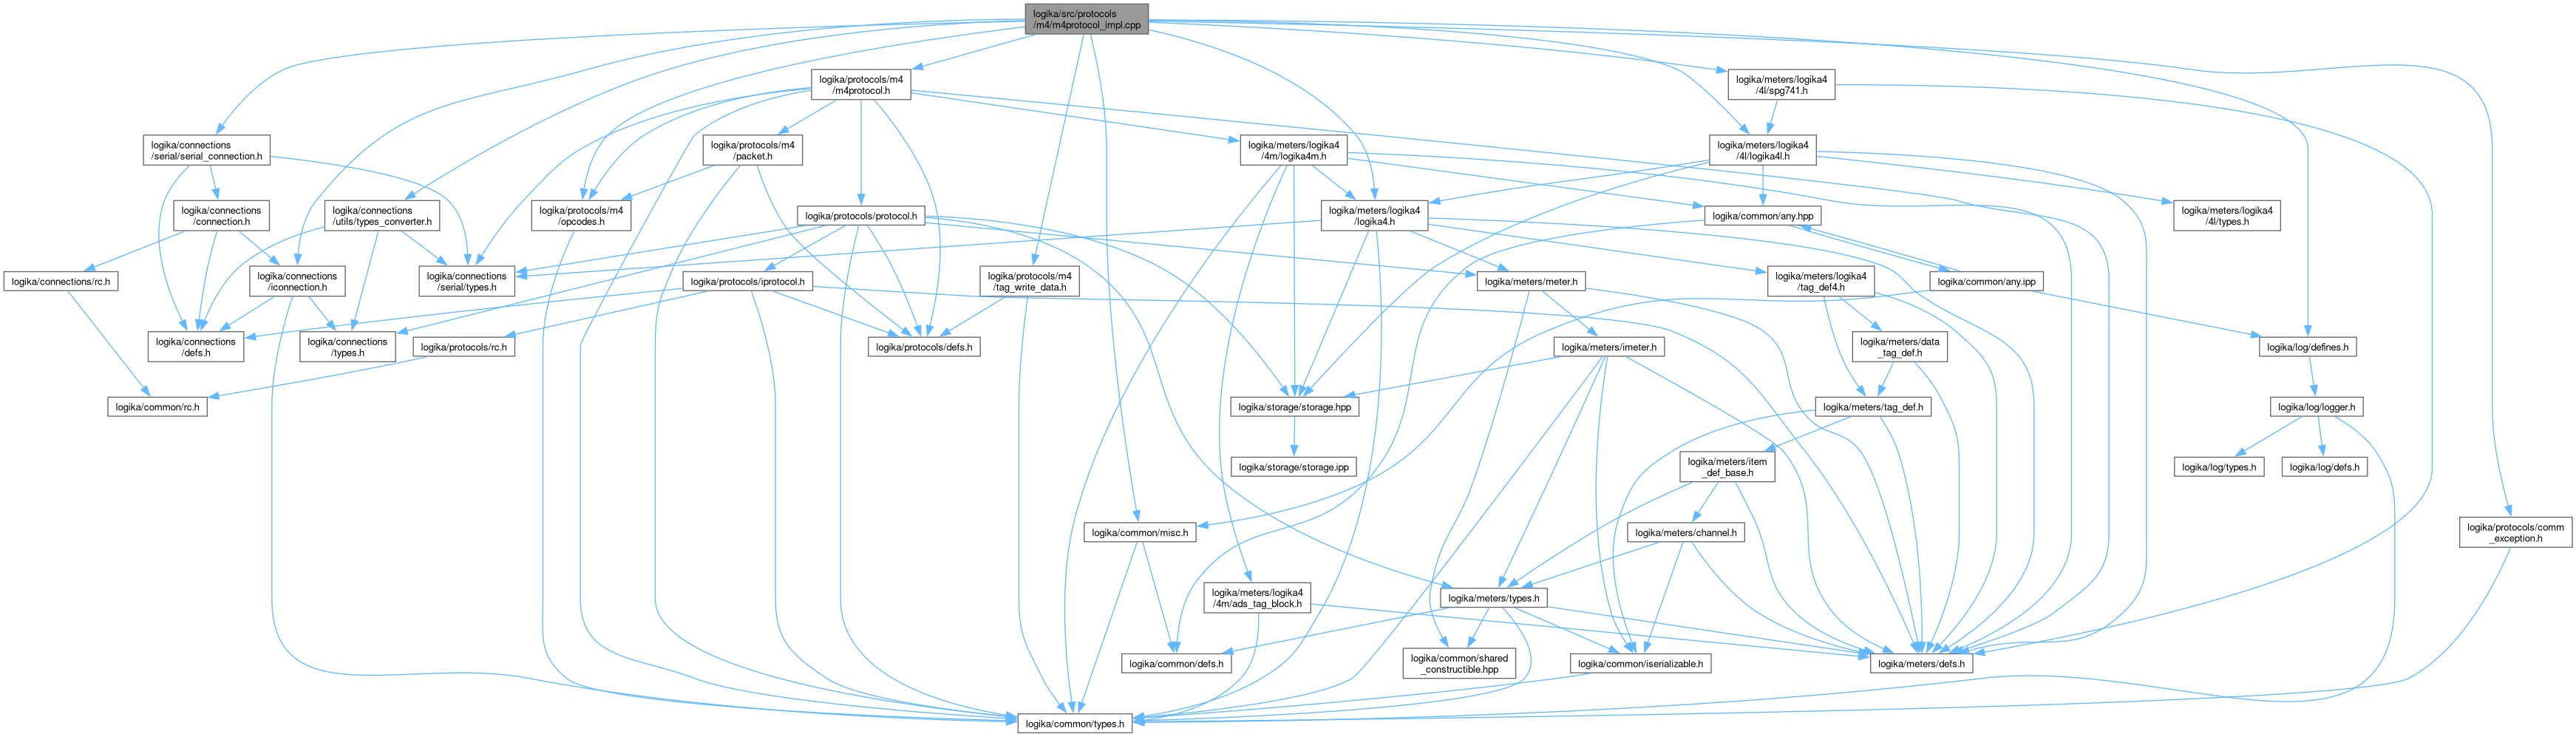 logika/src/protocols
/m4/m4protocol_impl.cpp
logika/protocols/m4
/m4protocol.h
logika/meters/logika4
/4l/spg741.h
logika/connections
/serial/serial_connection.h
logika/protocols/m4
/packet.h
logika/meters/logika4
/4m/logika4m.h
logika/meters/logika4
/4l/logika4l.h
logika/connections
/connection.h
logika/connections
/utils/types_converter.h
logika/protocols/m4
/opcodes.h
logika/protocols/protocol.h
logika/meters/logika4
/logika4.h
logika/common/any.hpp
logika/meters/logika4
/4l/types.h
logika/connections/rc.h
logika/connections
/iconnection.h
logika/connections
/serial/types.h
logika/protocols/iprotocol.h
logika/protocols/m4
/tag_write_data.h
logika/meters/meter.h
logika/meters/logika4
/tag_def4.h
logika/common/any.ipp
logika/connections
/defs.h
logika/connections
/types.h
logika/protocols/rc.h
logika/protocols/defs.h
logika/meters/imeter.h
logika/meters/data
_tag_def.h
logika/log/defines.h
logika/common/rc.h
logika/storage/storage.hpp
logika/meters/tag_def.h
logika/log/logger.h
logika/storage/storage.ipp
logika/meters/item
_def_base.h
logika/log/types.h
logika/log/defs.h
logika/common/misc.h
logika/meters/channel.h
logika/protocols/comm
_exception.h
logika/meters/logika4
/4m/ads_tag_block.h
logika/meters/types.h
logika/common/defs.h
logika/common/shared
_constructible.hpp
logika/common/iserializable.h
logika/meters/defs.h
logika/common/types.h